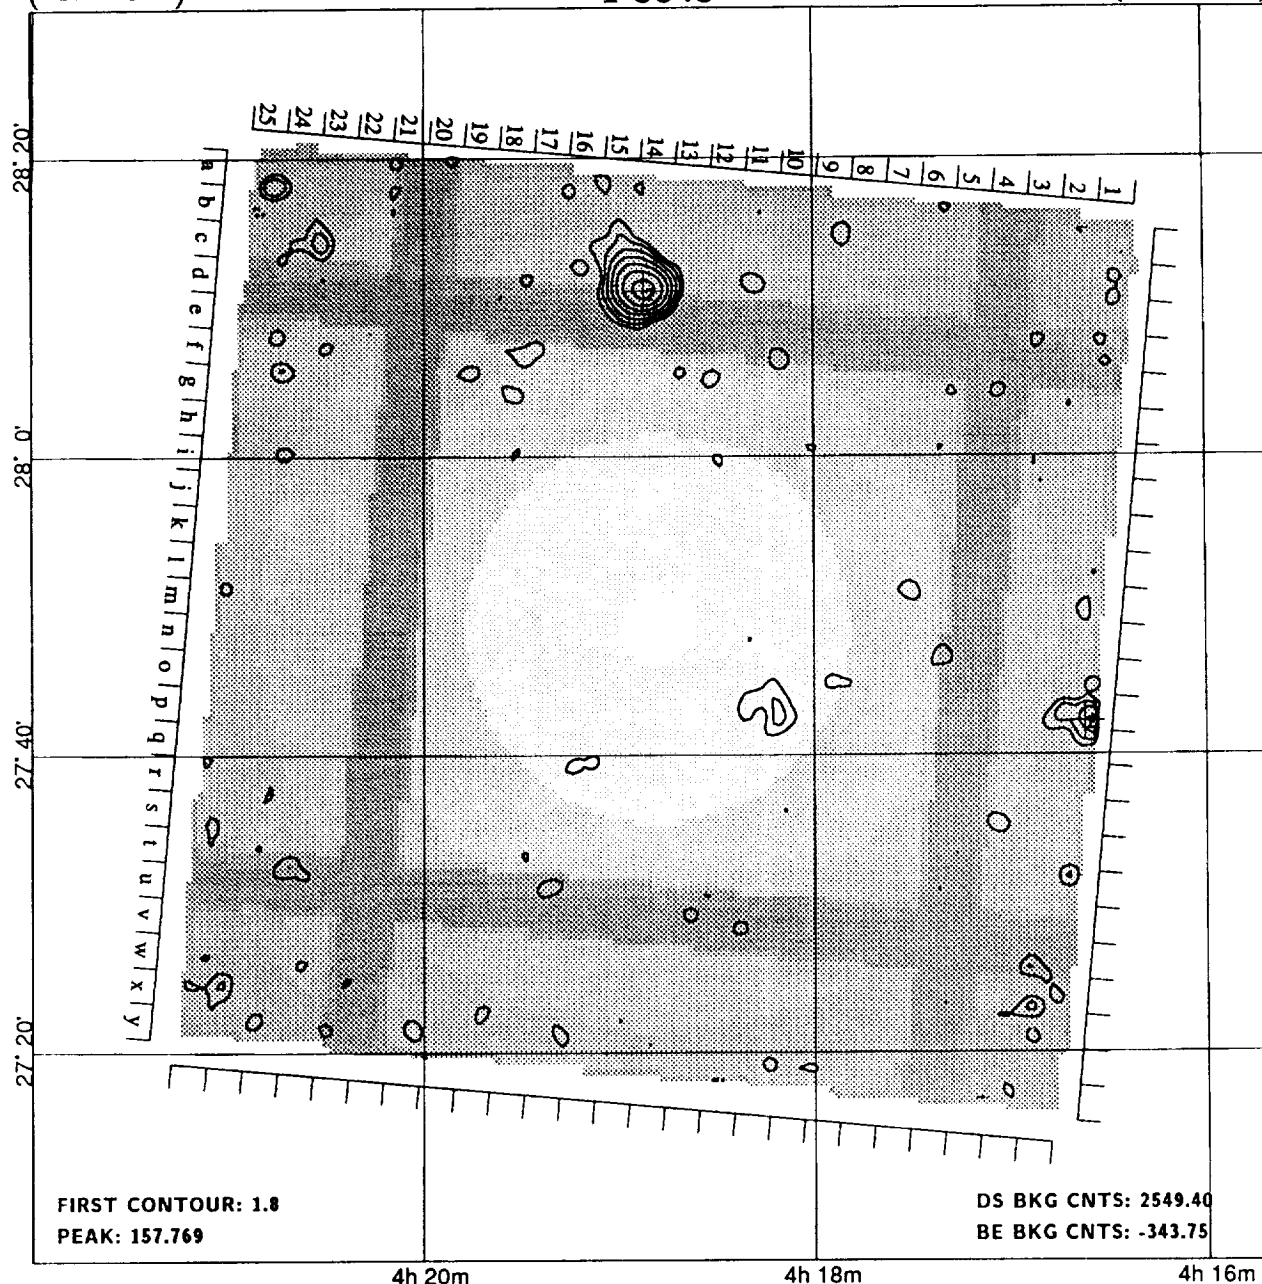 25 24 23 22 21 20 19 18 17 16 15 14 13 12 11 10 9 8 7 6 5 4 3 2 1
28° 20'
a b c d e f g h i j k l m n o p q r s t u v w x y
28° 0'
27° 40'
27° 20'
FIRST CONTOUR: 1.8
PEAK: 157.769
DS BKG CNTS: 2549.40
BE BKG CNTS: -343.75
4h 20m 4h 18m 4h 16m